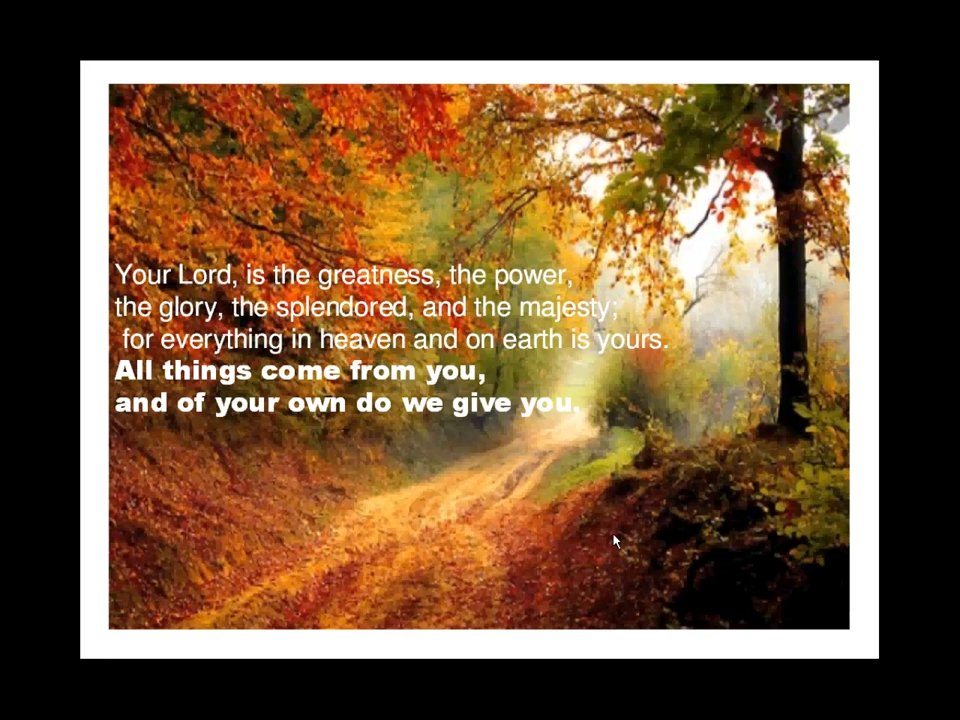 Your Lord, is the greatness, the power,
the glory, the splendored, and the majesty;
for everything in heaven and on earth is yours.
All things come from you,
and of your own do we give you.